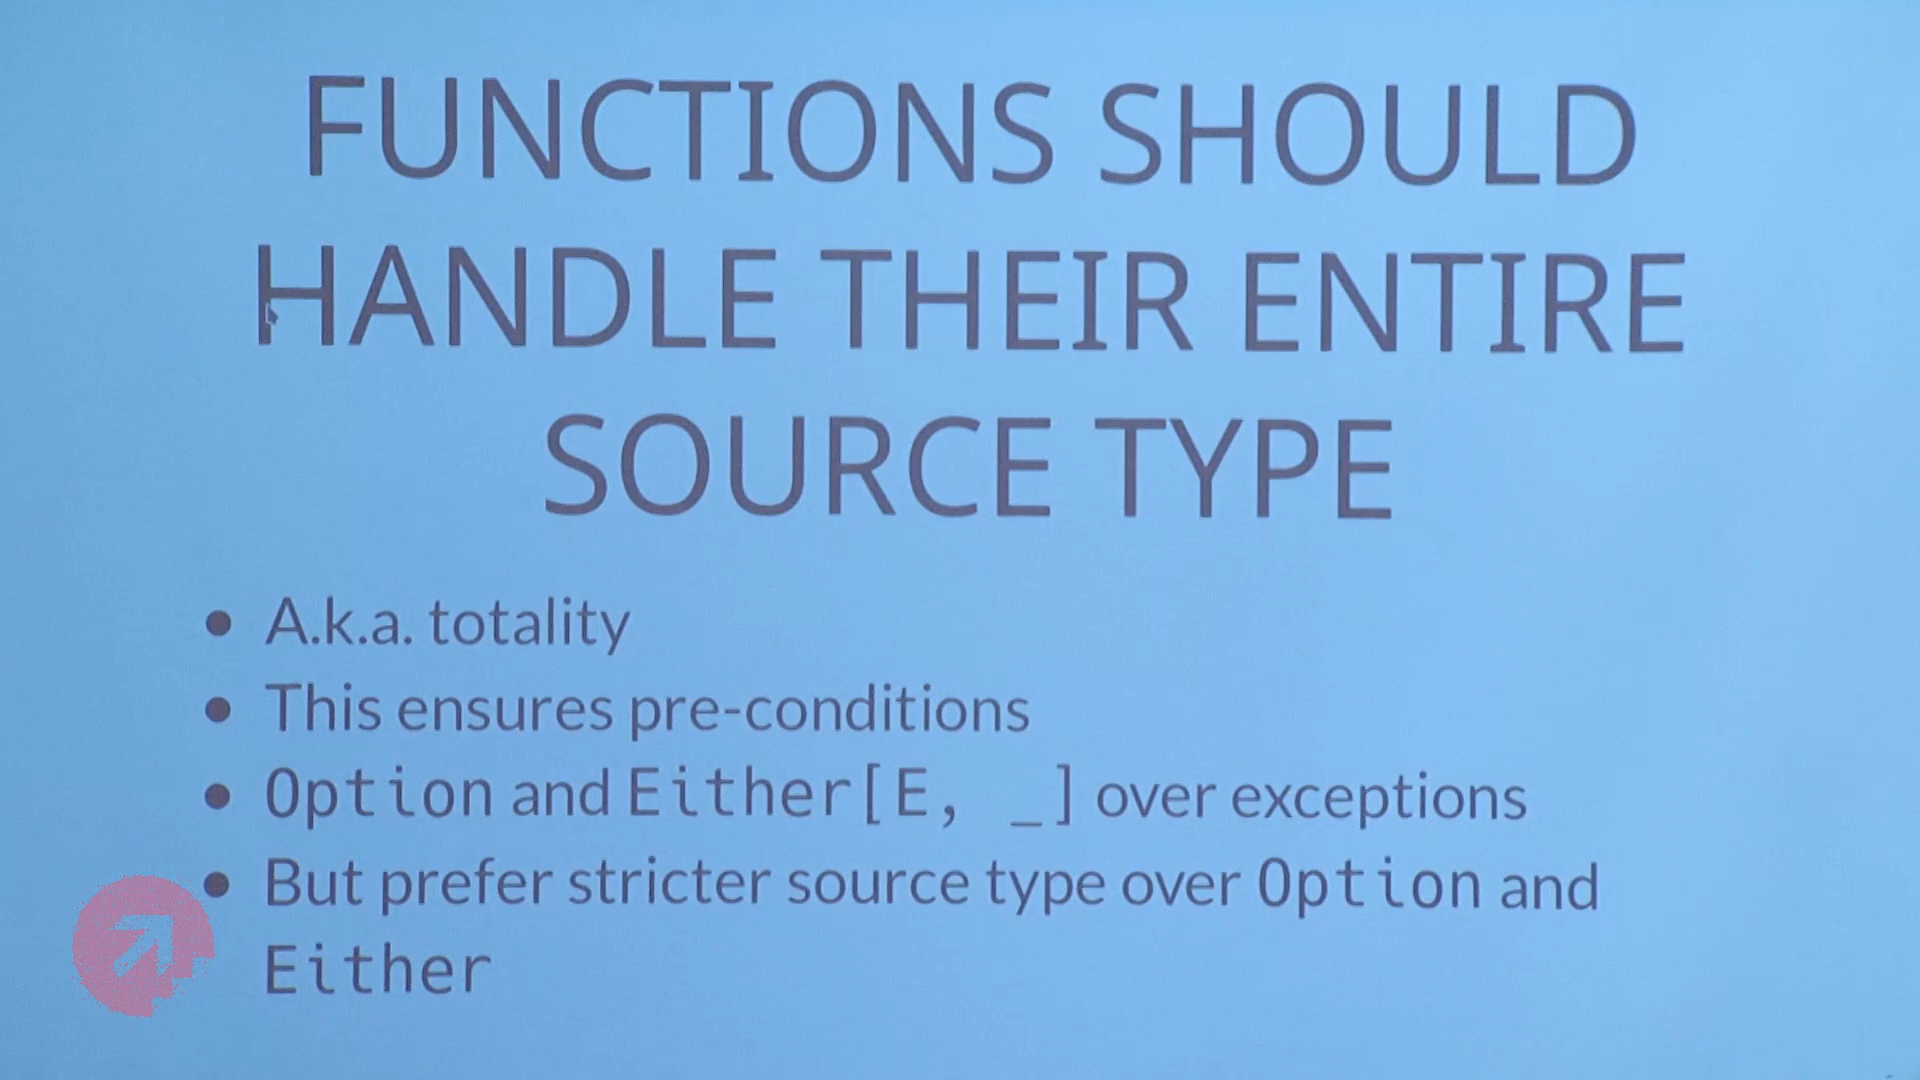 FUNCTIONS SHOULD
HANDLE THEIR ENTIRE
SOURCE TYPE
A.k.a. totality
This ensures pre-conditions
Option and Either[E, _] over exceptions
But prefer stricter source type over Option and
Either